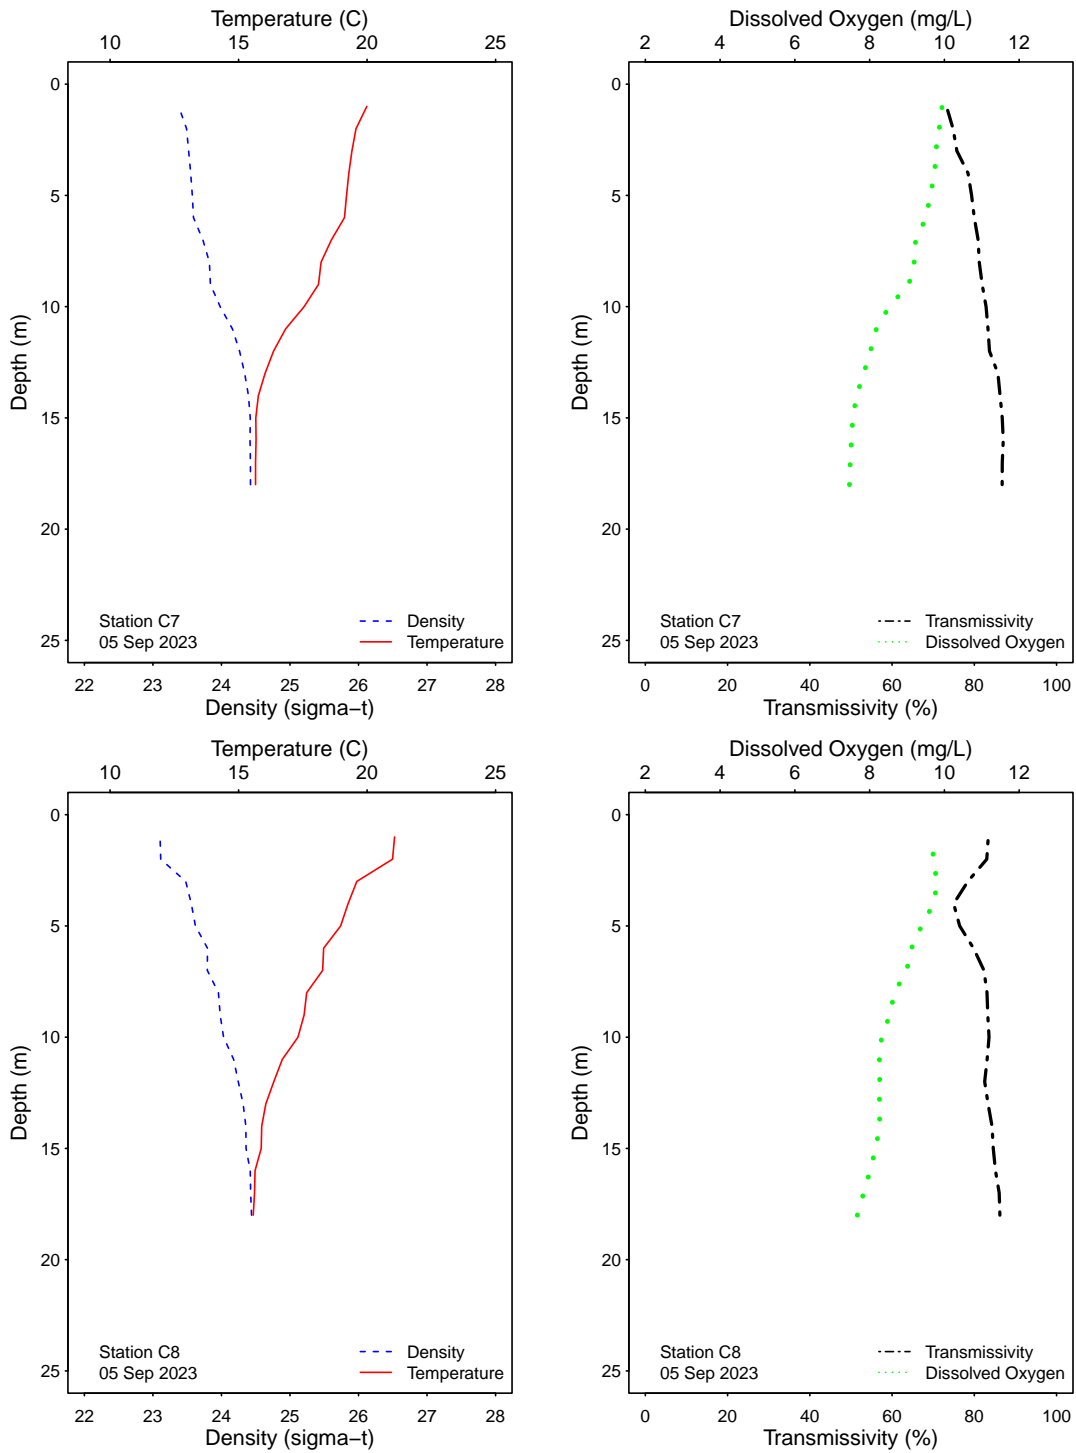 Temperature (C)
10 15 20 25
0
5
10
15
20
25
Depth (m)
Station C7
05 Sep 2023
Density
Temperature
22 23 24 25 26 27 28
Density (sigma−t)
Dissolved Oxygen (mg/L)
2 4 6 8 10 12
0
5
10
15
20
25
Depth (m)
Station C7
05 Sep 2023
Transmissivity
Dissolved Oxygen
0 20 40 60 80 100
Transmissivity (%)
Temperature (C)
10 15 20 25
0
5
10
15
20
25
Depth (m)
Station C8
05 Sep 2023
Density
Temperature
22 23 24 25 26 27 28
Density (sigma−t)
Dissolved Oxygen (mg/L)
2 4 6 8 10 12
0
5
10
15
20
25
Depth (m)
Station C8
05 Sep 2023
Transmissivity
Dissolved Oxygen
0 20 40 60 80 100
Transmissivity (%)